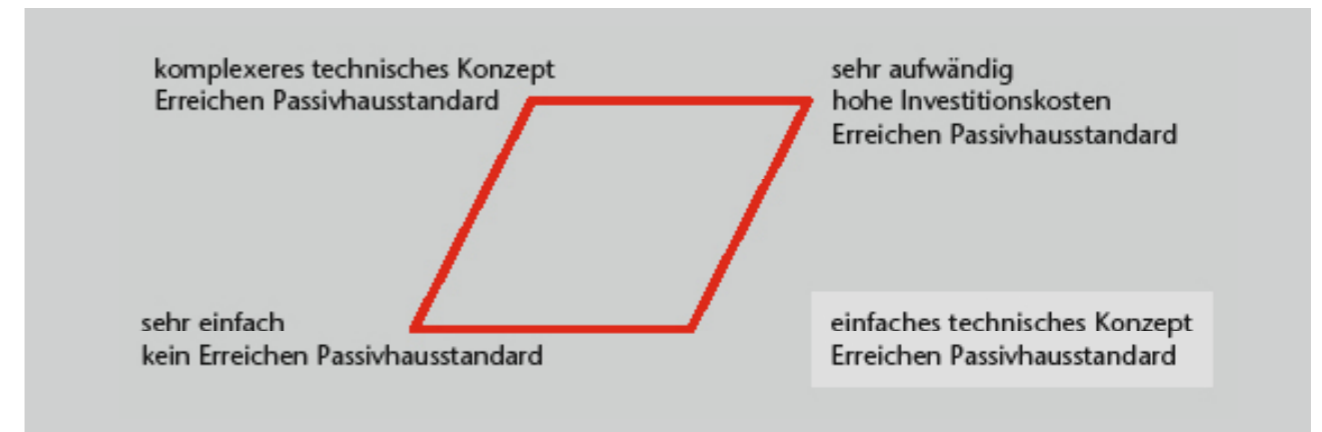 komplexeres technisches Konzept
Erreichen Passivhausstandard
sehr aufwändig
hohe Investitionskosten
Erreichen Passivhausstandard
sehr einfach
kein Erreichen Passivhausstandard
einfaches technisches Konzept
Erreichen Passivhausstandard